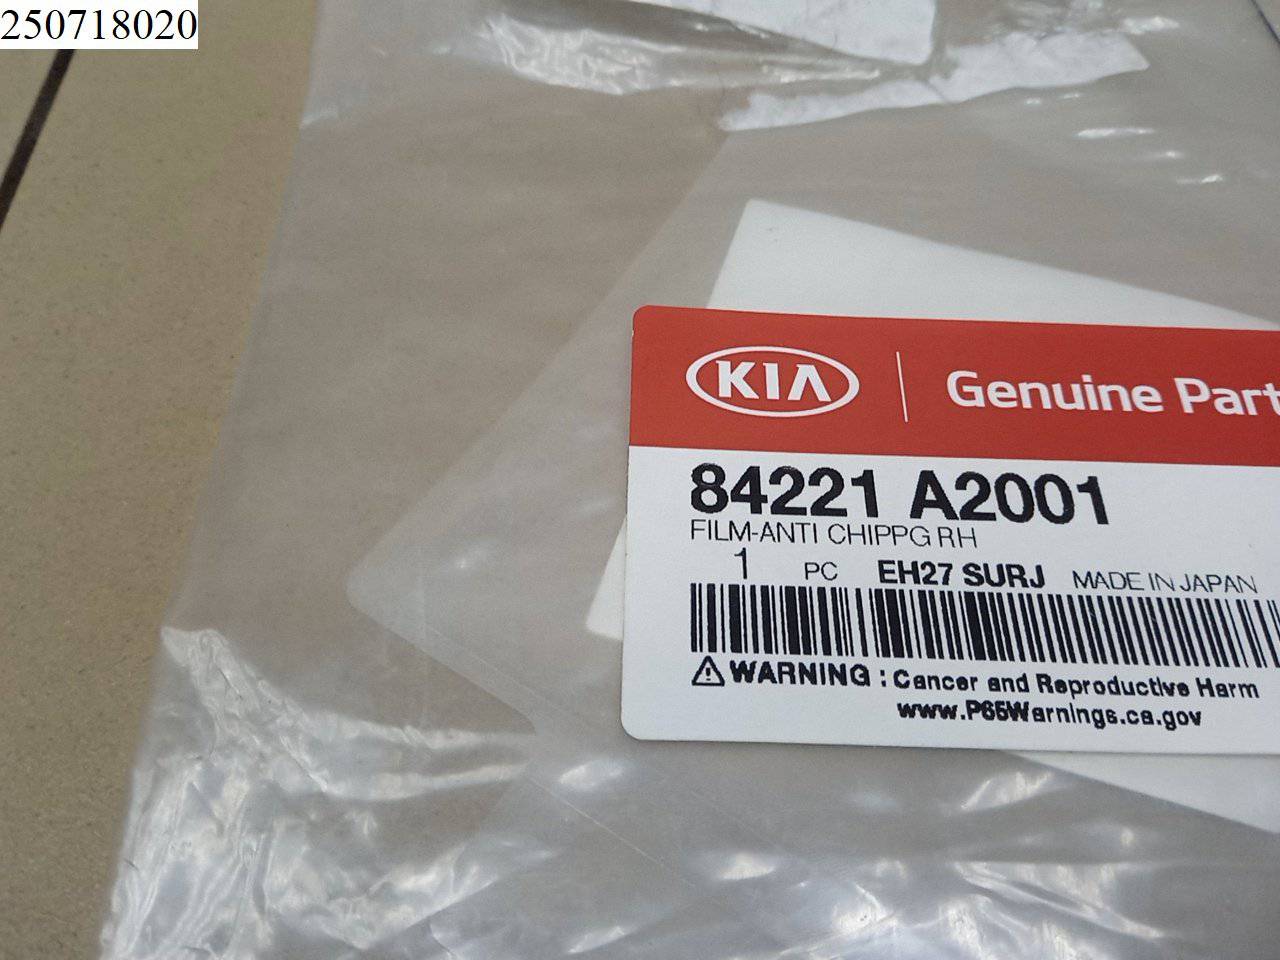 250718020
KIA Genuine Part
84221 A2001
FILM-ANTI CHIPPG RH
1 PC EH27 SURJ MADE IN JAPAN
WARNING : Cancer and Reproductive Harm
www.P65Warnings.ca.gov